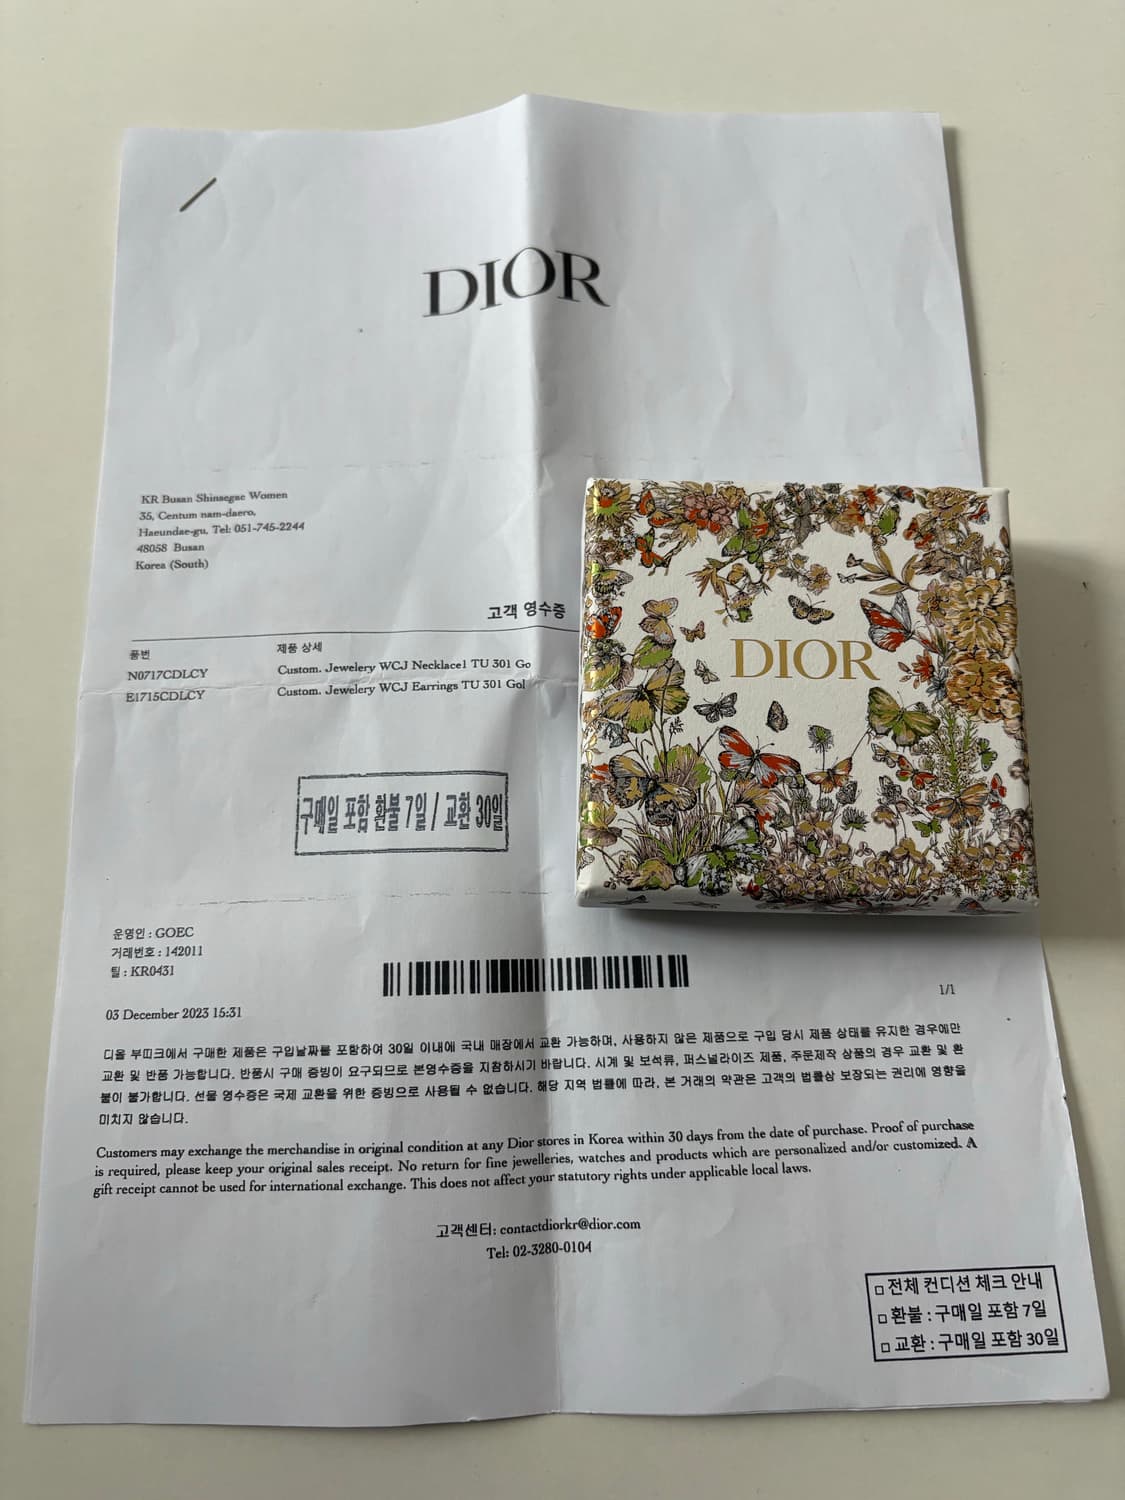 DIOR
KR Busan Shinsegae Women
35, Centum nam-daero,
Haeundae-gu, Tel: 051-745-2244
48058 Busan
Korea (South)
고객 영수증
품번 제품 상세
N0717CDLCY Custom. Jewelery WCJ Necklace1 TU 301 Go
E1715CDLCY Custom. Jewelery WCJ Earrings TU 301 Gol
DIOR
구매일 포함 환불 7일 / 교환 30일
운영인 : GOEC
거래번호 : 142011
틸 : KR0431
1/1
03 December 2023 15:31
디올 부띠크에서 구매한 제품은 구입날짜를 포함하여 30일 이내에 국내 매장에서 교환 가능하며, 사용하지 않은 제품으로 구입 당시 제품 상태를 유지한 경우에만
교환 및 반품 가능합니다. 반품시 구매 증빙이 요구되므로 본영수증을 지참하시기 바랍니다. 시계 및 보석류, 퍼스널라이즈 제품, 주문제작 상품의 경우 교환 및 환
불이 불가합니다. 선물 영수증은 국제 교환을 위한 증빙으로 사용될 수 없습니다. 해당 지역 법률에 따라, 본 거래의 약관은 고객의 법률상 보장되는 권리에 영향을
미치지 않습니다.
Customers may exchange the merchandise in original condition at any Dior stores in Korea within 30 days from the date of purchase. Proof of purchase
is required, please keep your original sales receipt. No return for fine jewelleries, watches and products which are personalized and/or customized. A
gift receipt cannot be used for international exchange. This does not affect your statutory rights under applicable local laws.
고객센터: contactdiorkr@dior.com
Tel: 02-3280-0104
□ 전체 컨디션 체크 안내
□ 환불 : 구매일 포함 7일
□ 교환 : 구매일 포함 30일